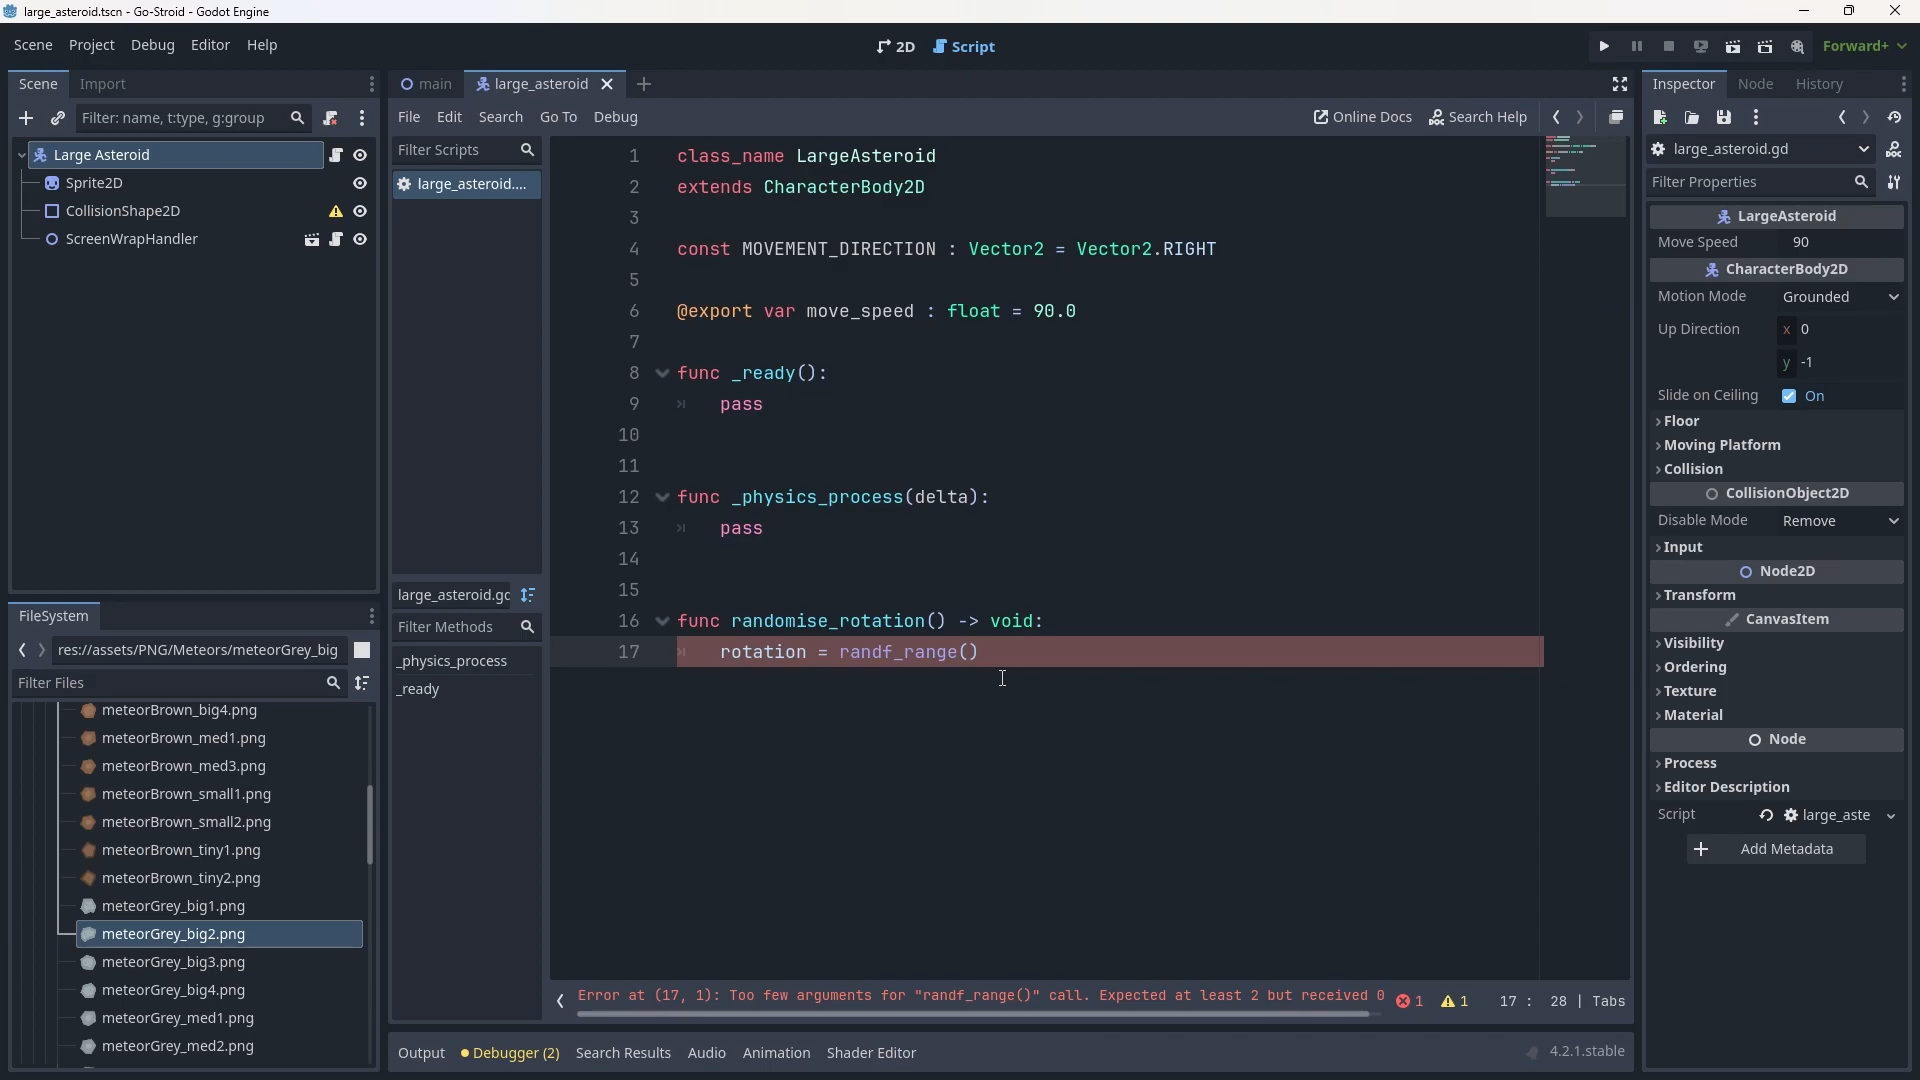 large_asteroid.tscn - Go-Stroid - Godot Engine
Scene Project Debug Editor Help
2D Script
Forward+
Scene Import
Filter: name, t:type, g:group
Large Asteroid
Sprite2D
CollisionShape2D
ScreenWrapHandler
FileSystem
res://assets/PNG/Meteors/meteorGrey_big
Filter Files
meteorBrown_big4.png
meteorBrown_med1.png
meteorBrown_med3.png
meteorBrown_small1.png
meteorBrown_small2.png
meteorBrown_tiny1.png
meteorBrown_tiny2.png
meteorGrey_big1.png
meteorGrey_big2.png
meteorGrey_big3.png
meteorGrey_big4.png
meteorGrey_med1.png
meteorGrey_med2.png
main large_asteroid
File Edit Search Go To Debug
Online Docs Search Help
Filter Scripts
large_asteroid....
large_asteroid.gd
Filter Methods
_physics_process
_ready
1 class_name LargeAsteroid
2 extends CharacterBody2D
3
4 const MOVEMENT_DIRECTION : Vector2 = Vector2.RIGHT
5
6 @export var move_speed : float = 90.0
7
8 func _ready():
9 pass
10
11
12 func _physics_process(delta):
13 pass
14
15
16 func randomise_rotation() -> void:
17 rotation = randf_range()
Error at (17, 1): Too few arguments for "randf_range()" call. Expected at least 2 but received 0
1 1 17 : 28 | Tabs
Output Debugger (2) Search Results Audio Animation Shader Editor
4.2.1.stable
Inspector Node History
large_asteroid.gd
Filter Properties
LargeAsteroid
Move Speed 90
CharacterBody2D
Motion Mode Grounded
Up Direction x 0
y -1
Slide on Ceiling On
Floor
Moving Platform
Collision
CollisionObject2D
Disable Mode Remove
Input
Node2D
Transform
CanvasItem
Visibility
Ordering
Texture
Material
Node
Process
Editor Description
Script large_aste
Add Metadata